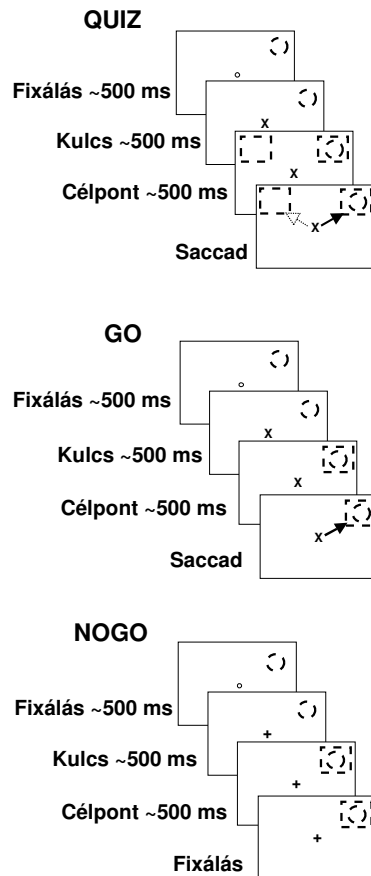 QUIZ
Fixálás ~500 ms
x
Kulcs ~500 ms
x
Célpont ~500 ms
x
Saccad
GO
Fixálás ~500 ms
x
Kulcs ~500 ms
x
Célpont ~500 ms
x
Saccad
NOGO
Fixálás ~500 ms
+
Kulcs ~500 ms
+
Célpont ~500 ms
+
Fixálás